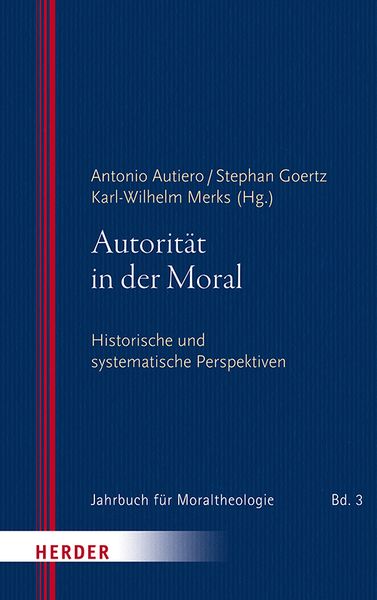 Antonio Autiero / Stephan Goertz
Karl-Wilhelm Merks (Hg.)
Autorität
in der Moral
Historische und
systematische Perspektiven
Jahrbuch für Moraltheologie Bd. 3
HERDER